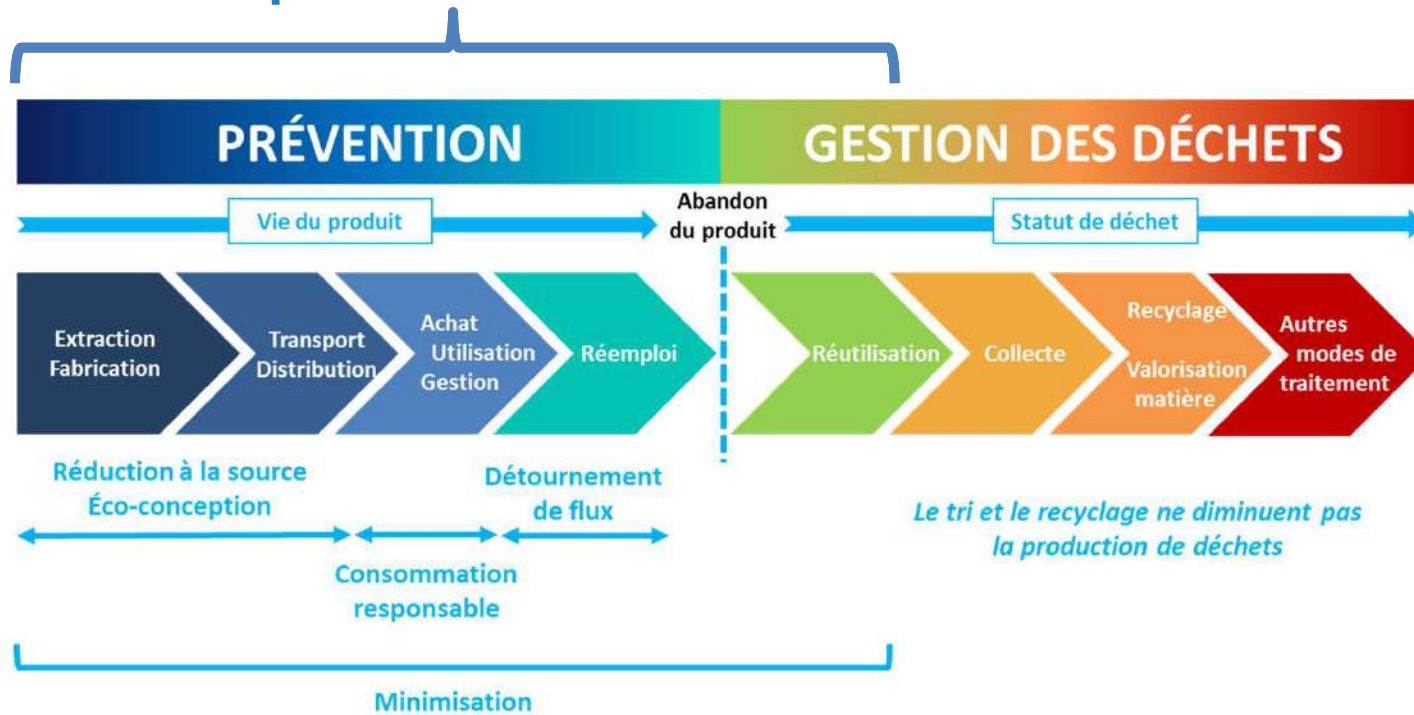 PRÉVENTION
GESTION DES DÉCHETS
Vie du produit
Abandon
du produit
Statut de déchet
Extraction
Fabrication
Transport
Distribution
Achat
Utilisation
Gestion
Réemploi
Réutilisation
Collecte
Recyclage
Valorisation
matière
Autres
modes de
traitement
Réduction à la source
Éco-conception
Détournement
de flux
Consommation
responsable
Le tri et le recyclage ne diminuent pas
la production de déchets
Minimisation